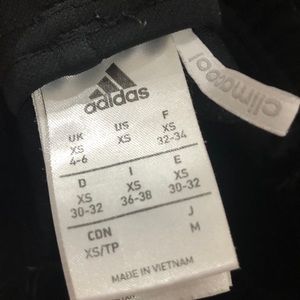 adidas
climacool
UK US F
XS XS XS
4-6 32-34
D I E
XS XS XS
30-32 36-38 30-32
CDN J
XS/TP M
MADE IN VIETNAM